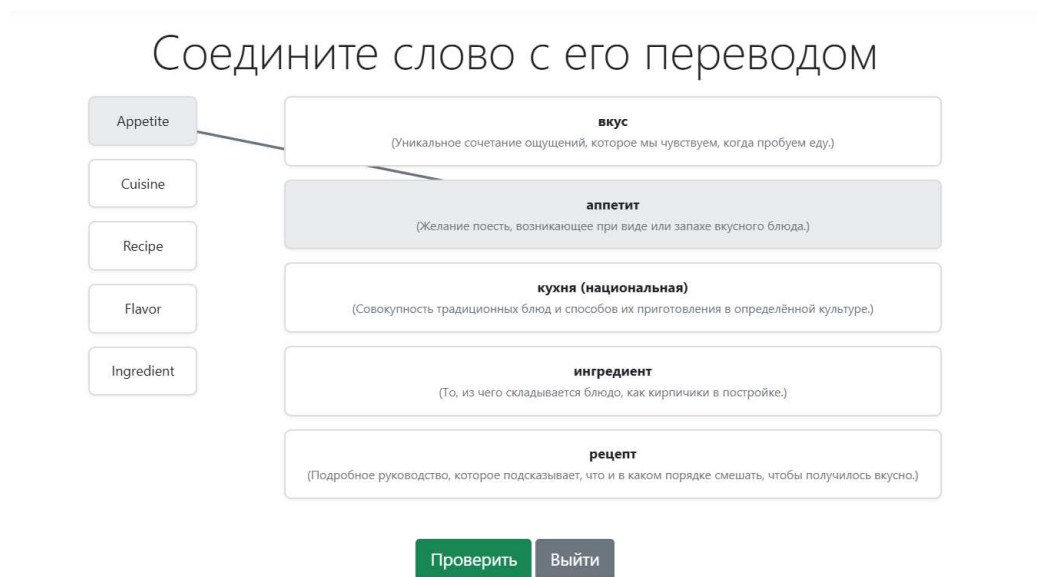 Соедините слово с его переводом
Appetite
Cuisine
Recipe
Flavor
Ingredient
вкус
(Уникальное сочетание ощущений, которое мы чувствуем, когда пробуем еду.)
аппетит
(Желание поесть, возникающее при виде или запахе вкусного блюда.)
кухня (национальная)
(Совокупность традиционных блюд и способов их приготовления в определённой культуре.)
ингредиент
(То, из чего складывается блюдо, как кирпичики в постройке.)
рецепт
(Подробное руководство, которое подсказывает, что и в каком порядке смешать, чтобы получилось вкусно.)
Проверить
Выйти